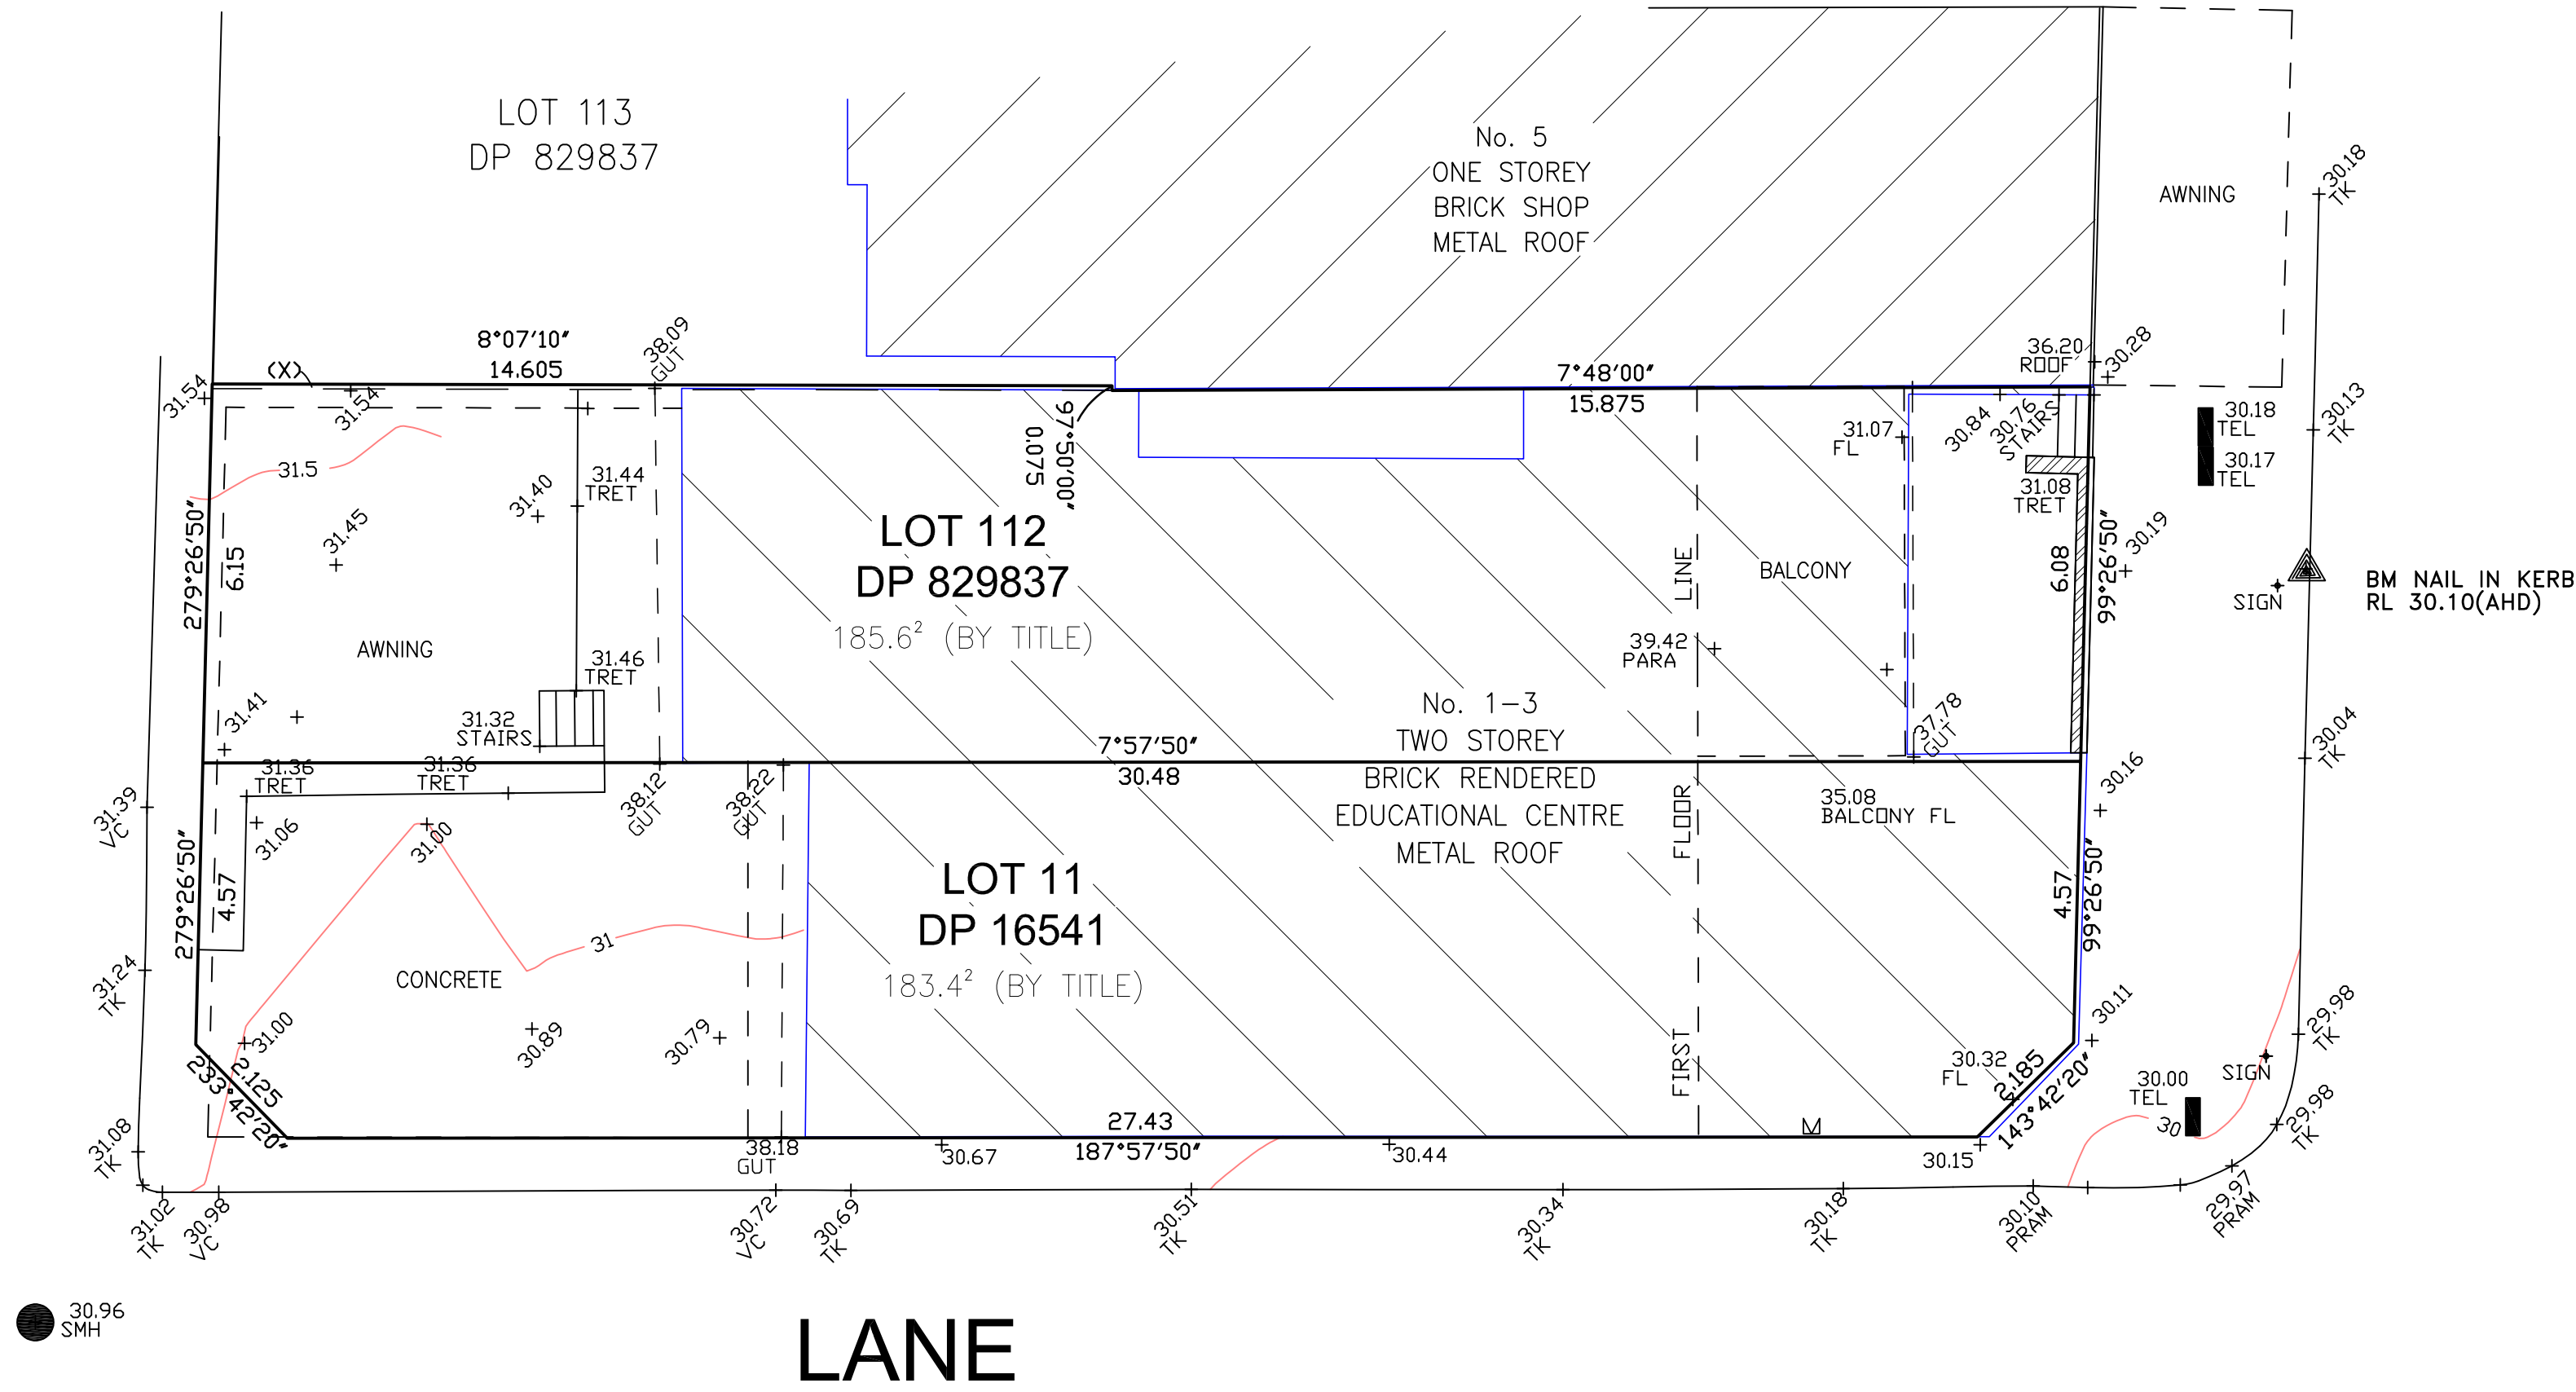 LOT 113
DP 829837
No. 5
ONE STOREY
BRICK SHOP
METAL ROOF
AWNING
30.18
TK
8°07'10"
14.605
(X)
38.09
GUT
31.54
31.54
7°48'00"
15.875
36.20
ROOF
30.28
30.18
TEL
30.17
TEL
30.13
TK
97°50'00"
0.075
31.07
FL
30.84
30.76
STAIRS
31.08
TRET
31.5
31.40
31.44
TRET
31.45
279°26'50"
6.15
LOT 112
DP 829837
185.6² (BY TITLE)
LINE
BALCONY
6.08
99°26'50"
30.19
SIGN
BM NAIL IN KERB
RL 30.10(AHD)
AWNING
31.46
TRET
39.42
PARA
31.41
31.32
STAIRS
No. 1-3
TWO STOREY
BRICK RENDERED
EDUCATIONAL CENTRE
METAL ROOF
37.78
GUT
30.04
TK
7°57'50"
30.48
31.36
TRET
31.36
TRET
38.12
GUT
38.22
GUT
31.39
VC
31.06
31.00
FLOOR
35.08
BALCONY FL
30.16
279°26'50"
4.57
LOT 11
DP 16541
183.4² (BY TITLE)
31
4.57
99°26'50"
31.24
TK
CONCRETE
31.00
30.89
30.79
FIRST
30.32
FL
30.11
29.98
TK
SIGN
30.00
TEL
30
2.125
233°42'20"
2.185
143°42'20"
29.98
TK
31.08
TK
38.18
GUT
27.43
187°57'50"
30.67
30.44
M
30.15
31.02
TK
30.98
VC
30.72
VC
30.69
TK
30.51
TK
30.34
TK
30.18
TK
30.10
PRAM
29.97
PRAM
30.96
SMH
LANE